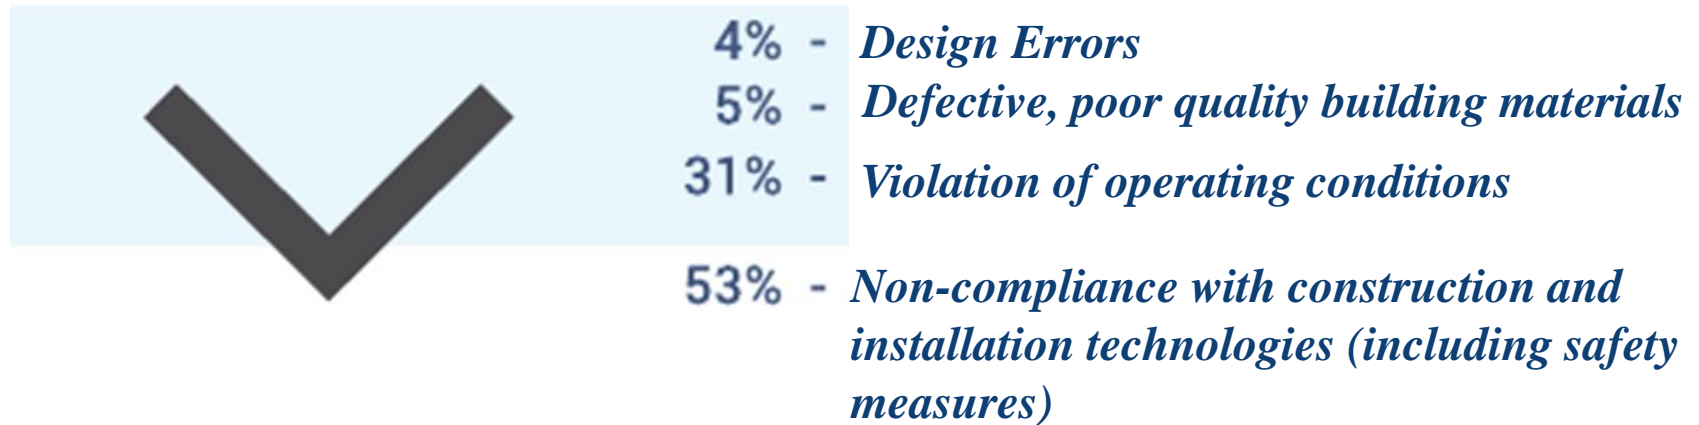 4% - Design Errors
5% - Defective, poor quality building materials
31% - Violation of operating conditions
53% - Non-compliance with construction and
installation technologies (including safety
measures)